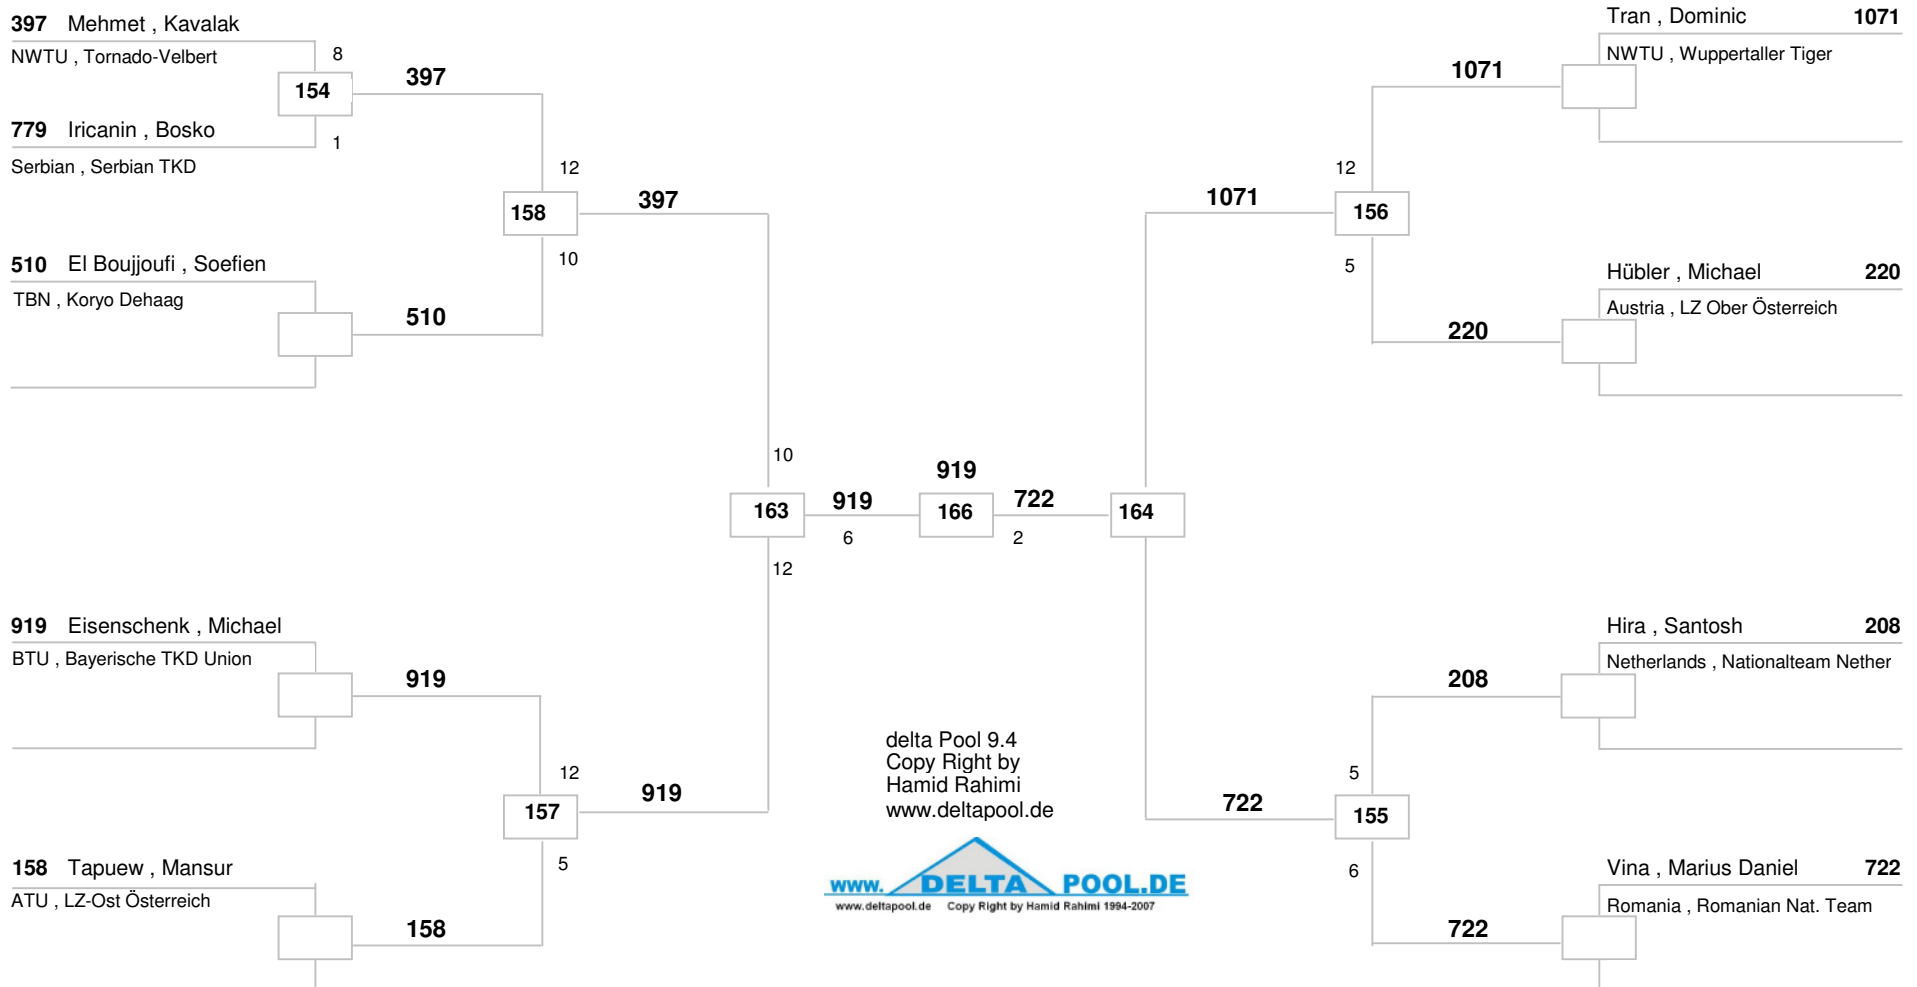 397 Mehmet , Kavalak
NWTU , Tornado-Velbert
8
154
397
779 Iricanin , Bosko
1
Serbian , Serbian TKD
12
158
397
10
510 El Boujjoufi , Soefien
TBN , Koryo Dehaag
510
10
163
12
919 Eisenschenk , Michael
BTU , Bayerische TKD Union
919
12
157
919
5
158 Tapuew , Mansur
ATU , LZ-Ost Österreich
158
919
919
166
722
6
2
164
Tran , Dominic 1071
NWTU , Wuppertaller Tiger
1071
12
1071
156
5
Hübler , Michael 220
Austria , LZ Ober Österreich
220
Hira , Santosh 208
Netherlands , Nationalteam Nether
208
5
722
155
6
Vina , Marius Daniel 722
Romania , Romanian Nat. Team
722
delta Pool 9.4
Copy Right by
Hamid Rahimi
www.deltapool.de
www. DELTA POOL.DE
www.deltapool.de Copy Right by Hamid Rahimi 1994-2007